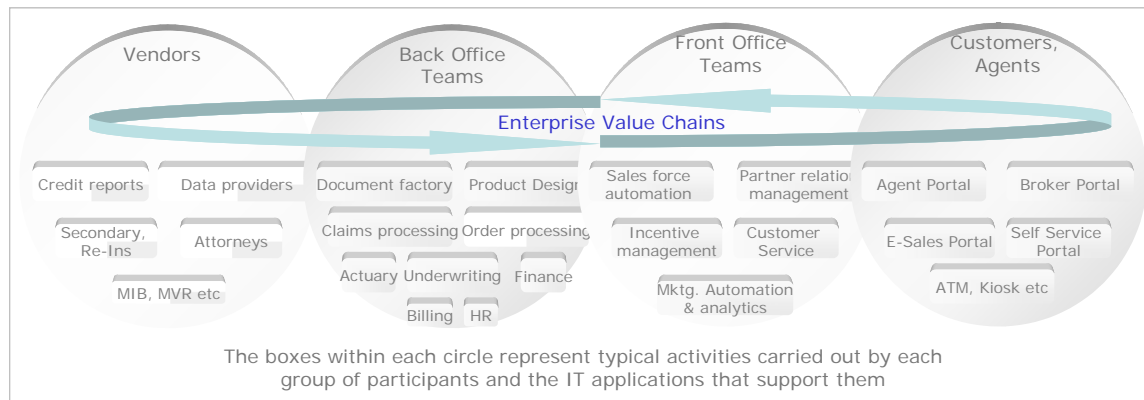 Vendors
Back Office
Teams
Front Office
Teams
Customers,
Agents
Enterprise Value Chains
Credit reports
Data providers
Secondary,
Re-Ins
Attorneys
MIB, MVR etc
Document factory
Product Design
Claims processing
Order processing
Actuary
Underwriting
Finance
Billing
HR
Sales force
automation
Partner relation
management
Incentive
management
Customer
Service
Mktg. Automation
& analytics
Agent Portal
Broker Portal
E-Sales Portal
Self Service
Portal
ATM, Kiosk etc
The boxes within each circle represent typical activities carried out by each
group of participants and the IT applications that support them